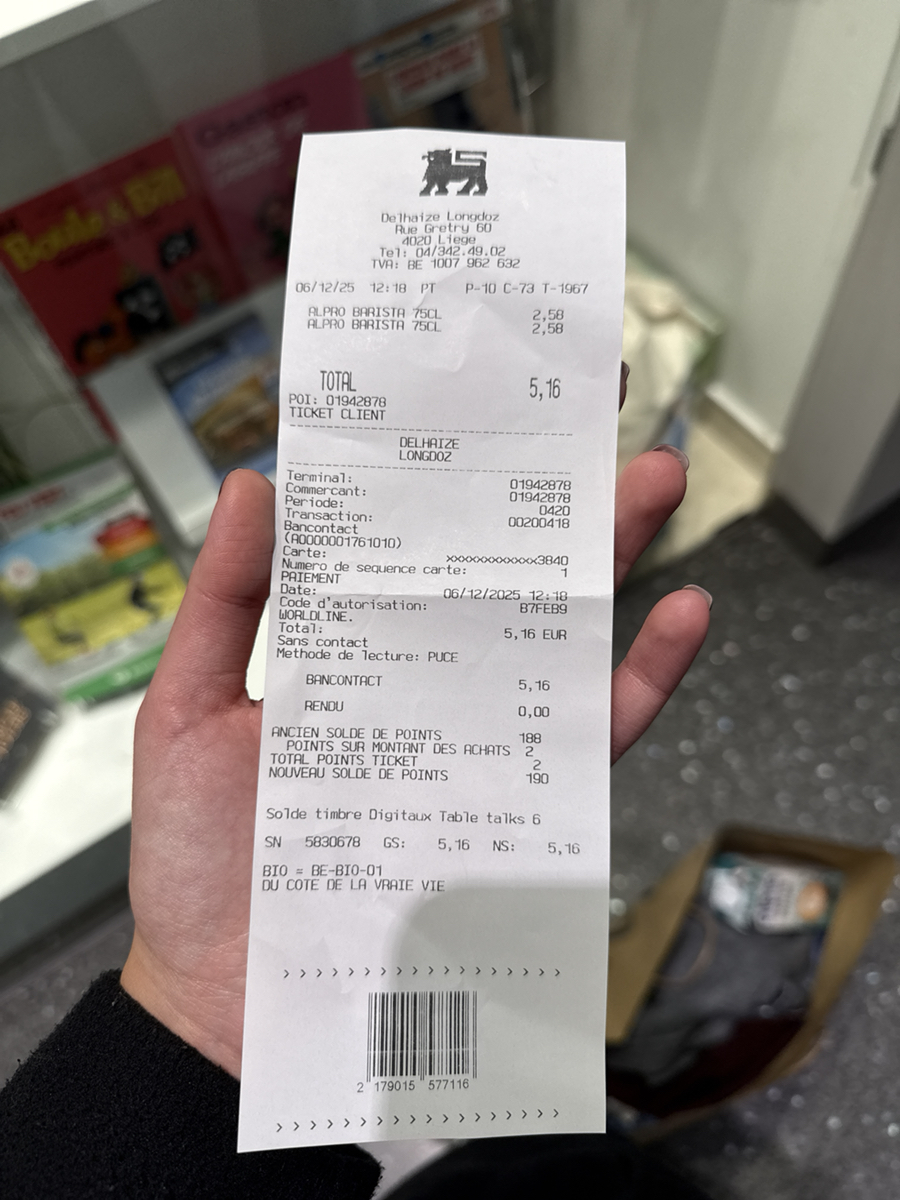 Boule & Bill
Delhaize Longdoz
Rue Gretry 60
4020 Liege
Tel: 04/342.49.02
TVA: BE 1007 962 632
06/12/25 12:18 PT P-10 C-73 T-1967
ALPRO BARISTA 75CL 2,58
ALPRO BARISTA 75CL 2,58
TOTAL 5,16
POI: 01942878
TICKET CLIENT
DELHAIZE
LONGDOZ
Terminal: 01942878
Commercant: 01942878
Periode: 0420
Transaction: 00200418
Bancontact
(A0000001761010)
Carte: xxxxxxxxxxxxx3840
Numero de sequence carte: 1
PAIEMENT
Date: 06/12/2025 12:18
Code d'autorisation: B7FEB9
WORLDLINE.
Total: 5,16 EUR
Sans contact
Methode de lecture: PUCE
BANCONTACT 5,16
RENDU 0,00
ANCIEN SOLDE DE POINTS 188
POINTS SUR MONTANT DES ACHATS 2
TOTAL POINTS TICKET 2
NOUVEAU SOLDE DE POINTS 190
Solde timbre Digitaux Table talks 6
SN 5830678 GS: 5,16 NS: 5,16
BIO = BE-BIO-01
DU COTE DE LA VRAIE VIE
> > > > > > > > > > > > > > > > > > >
2 179015 577116
> > > > > > > > > > > > > > > > > > >